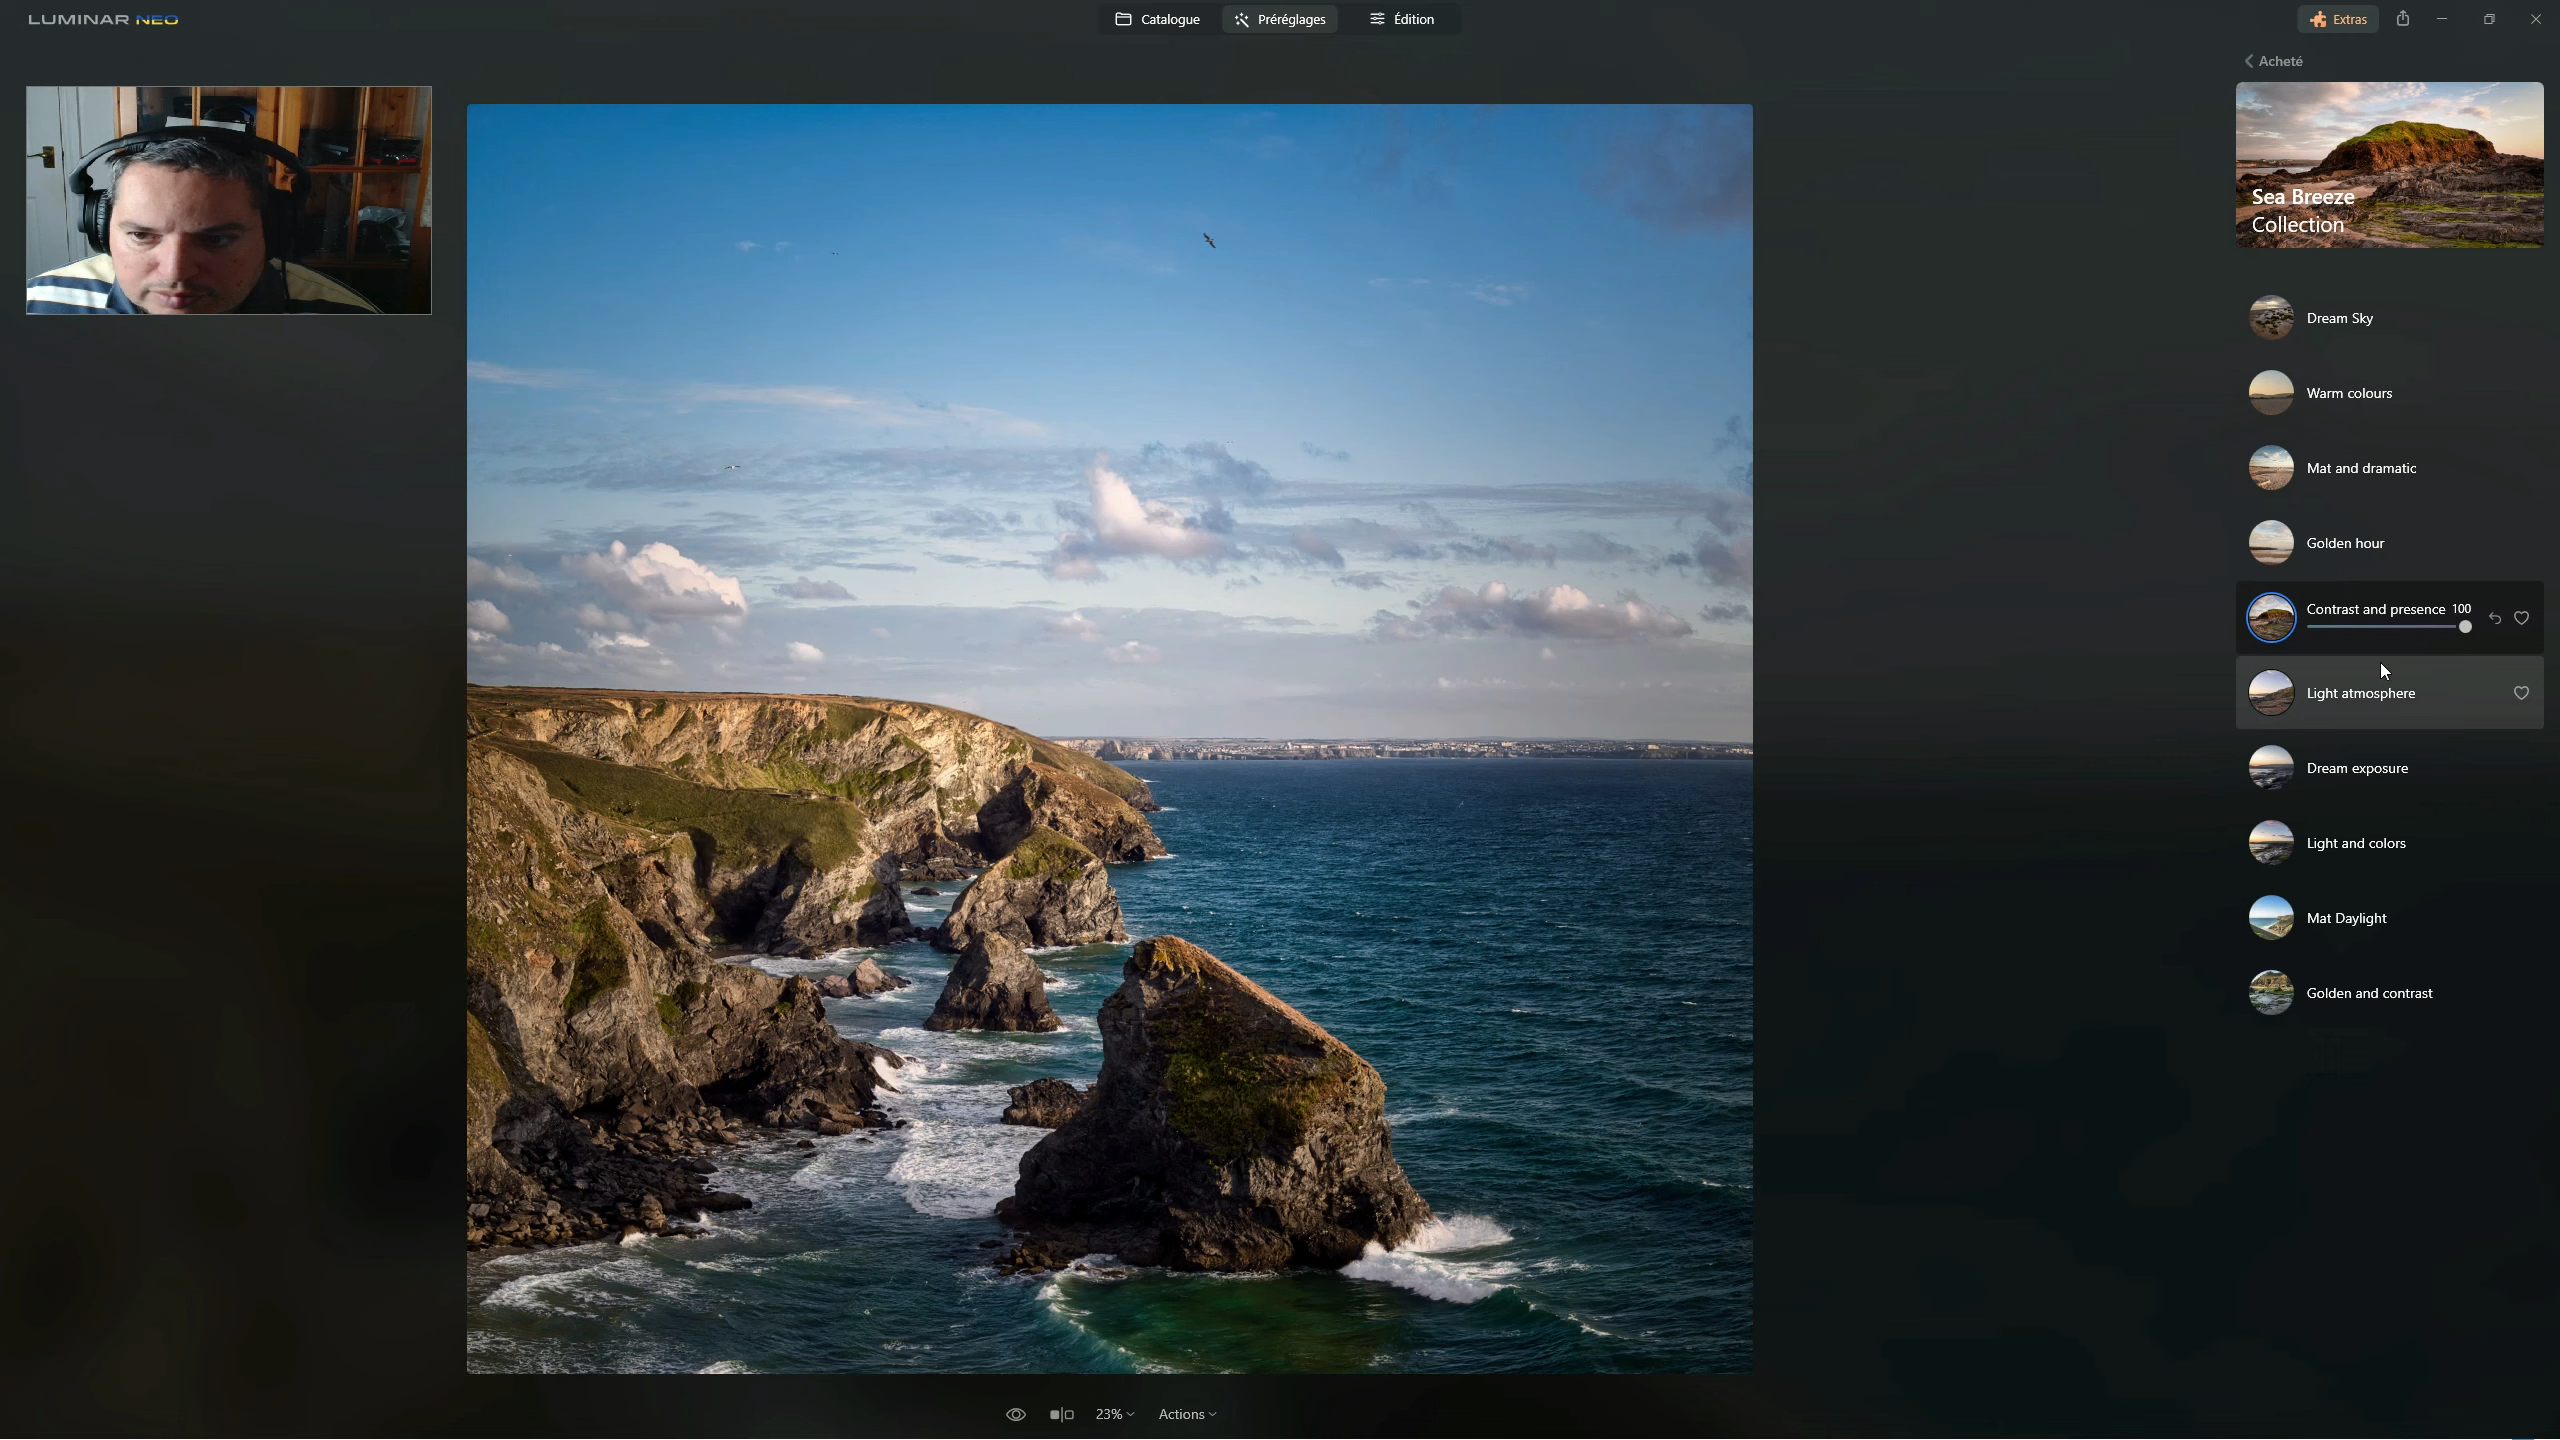 LUMINAR NEO
Catalogue
Préréglages
Édition
Extras
Acheté
Sea Breeze
Collection
Dream Sky
Warm colours
Mat and dramatic
Golden hour
Contrast and presence 100
Light atmosphere
Dream exposure
Light and colors
Mat Daylight
Golden and contrast
23%
Actions